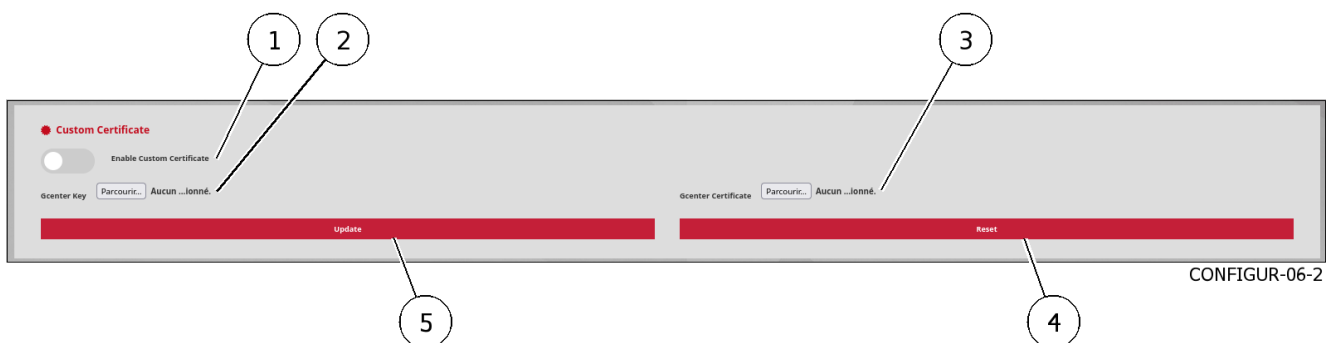 1 2 3
Custom Certificate
Enable Custom Certificate
Gcenter Key Parcourir... Aucun ...ionné. Gcenter Certificate Parcourir... Aucun ...ionné.
Update Reset
CONFIGUR-06-2
5 4